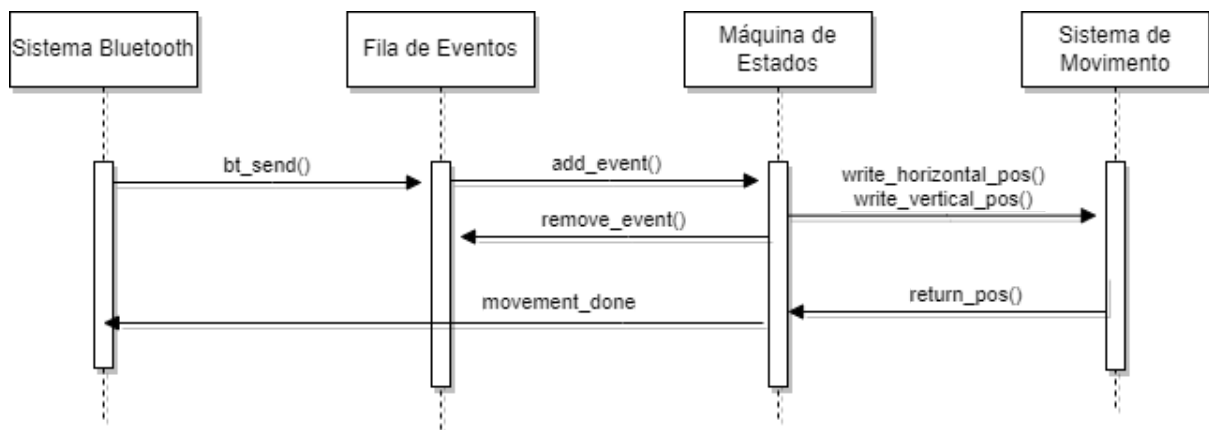 Sistema Bluetooth
Fila de Eventos
Máquina de
Estados
Sistema de
Movimento
bt_send()
add_event()
write_horizontal_pos()
write_vertical_pos()
remove_event()
return_pos()
movement_done